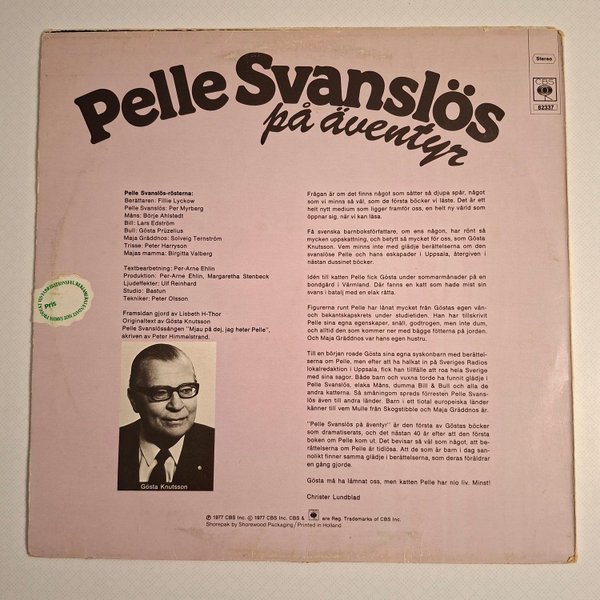 Pelle Svanslös
på äventyr
Stereo
CBS
82337
Pelle Svanslös-rösterna:
Berättaren: Fillie Lyckow
Pelle Svanslös: Per Myrberg
Måns: Börje Ahlstedt
Bill: Lars Edström
Bull: Gösta Prüzelius
Maja Gräddnos: Solveig Ternström
Trisse: Peter Harryson
Majas mamma: Birgitta Valberg
Textbearbetning: Per-Arne Ehlin
Produktion: Per-Arne Ehlin, Margaretha Stenbeck
Ljudeffekter: Ulf Reinhard
Studio: Bastun
Tekniker: Peter Olsson
Framsidan gjord av Lisbeth H-Thor
Originaltext av Gösta Knutsson
Pelle Svanslössången "Mjau på dej, jag heter Pelle",
skriven av Peter Himmelstrand.
Gösta Knutsson
Pris
Frågan är om det finns något som sätter så djupa spår, något
som vi minns så väl, som de första böcker vi läste. Det är ett
helt nytt medium som ligger framför oss, en helt ny värld som
öppnar sig, när vi kan läsa.
Få svenska barnboksförfattare, om ens någon, har rönt så
mycken uppskattning, och betytt så mycket för oss, som Gösta
Knutsson. Vem minns inte med glädje berättelserna om den
svanslöse Pelle och hans eskapader i Uppsala, återgiven i
nästan dussinet böcker.
Idén till katten Pelle fick Gösta under sommarmånader på en
bondgård i Värmland. Där fanns en katt som hade mist sin
svans i batalj med en elak råtta.
Figurerna runt Pelle har lånat mycket från Göstas egen vän-
och bekantskapskrets under studietiden. Han har tillskrivit
Pelle sina egna egenskaper, snäll, godtrogen, men inte dum,
och alltid den som kommer ner med bägge fötterna på jorden.
Och Maja Gräddnos var hans egen hustru.
Till en början roade Gösta sina egna syskonbarn med berättel-
serna om Pelle, men efter att ha halkat in på Sveriges Radios
lokalredaktion i Uppsala, fick han tillfälle att roa hela Sverige
med sina sagor. Både barn och vuxna torde ha funnit glädje i
Pelle Svanslös, elaka Måns, dumma Bill & Bull och alla de
andra katterna. Så småningom spreds förresten Pelle Svans-
lös även till andra länder. Barn i ett tiotal europeiska länder
känner till vem Mulle från Skogstibble och Maja Gräddnos är.
"Pelle Svanslös på äventyr" är den första av Göstas böcker
som dramatiserats, och det nästan 40 år efter att den första
boken om Pelle kom ut. Det bevisar så väl som något, att be-
rättelserna om Pelle är tidlösa. Att de som är barn i dag san-
nolikt finner samma glädje i berättelserna, som deras föräldrar
en gång gjorde.
Gösta må ha lämnat oss, men katten Pelle har nio liv. Minst!
Christer Lundblad
℗ 1977 CBS Inc. © 1977 CBS Inc. CBS & are Reg. Trademarks of CBS Inc.
Shorepak by Shorewood Packaging / Printed in Holland